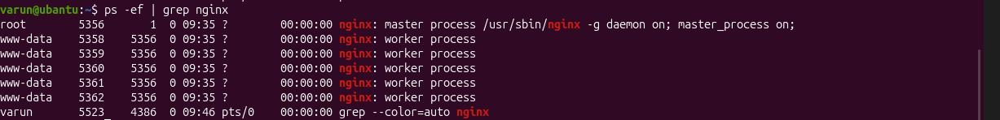 varun@ubantu:~$ ps -ef | grep nginx
root        5356       1  0 09:35 ?        00:00:00 nginx: master process /usr/sbin/nginx -g daemon on; master_process on;
www-data    5358    5356  0 09:35 ?        00:00:00 nginx: worker process
www-data    5359    5356  0 09:35 ?        00:00:00 nginx: worker process
www-data    5360    5356  0 09:35 ?        00:00:00 nginx: worker process
www-data    5361    5356  0 09:35 ?        00:00:00 nginx: worker process
www-data    5362    5356  0 09:35 ?        00:00:00 nginx: worker process
varun       5523    4386  0 09:46 pts/0    00:00:00 grep --color=auto nginx